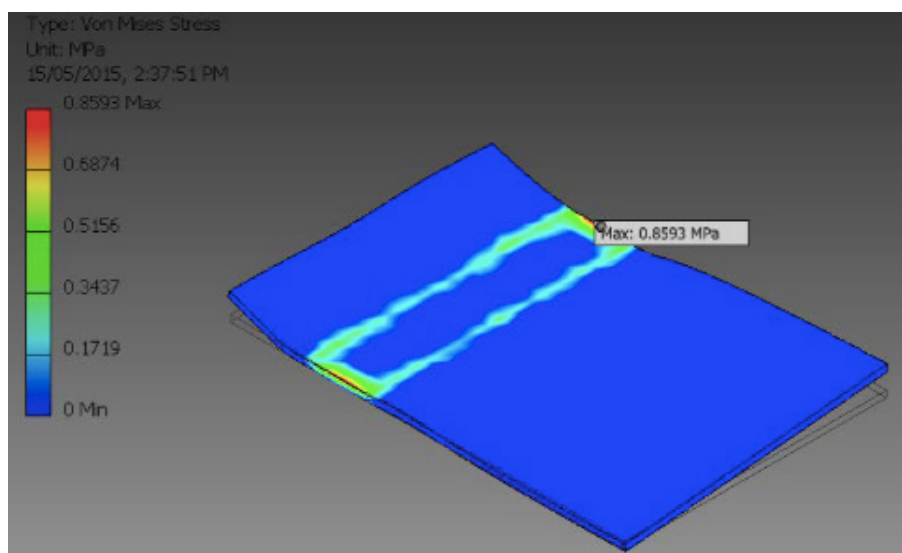 Type: Von Mises Stress
Unit: MPa
15/05/2015, 2:37:51 PM
0.8593 Max
0.6874
0.5156
0.3437
0.1719
0 Min
Max: 0.8593 MPa